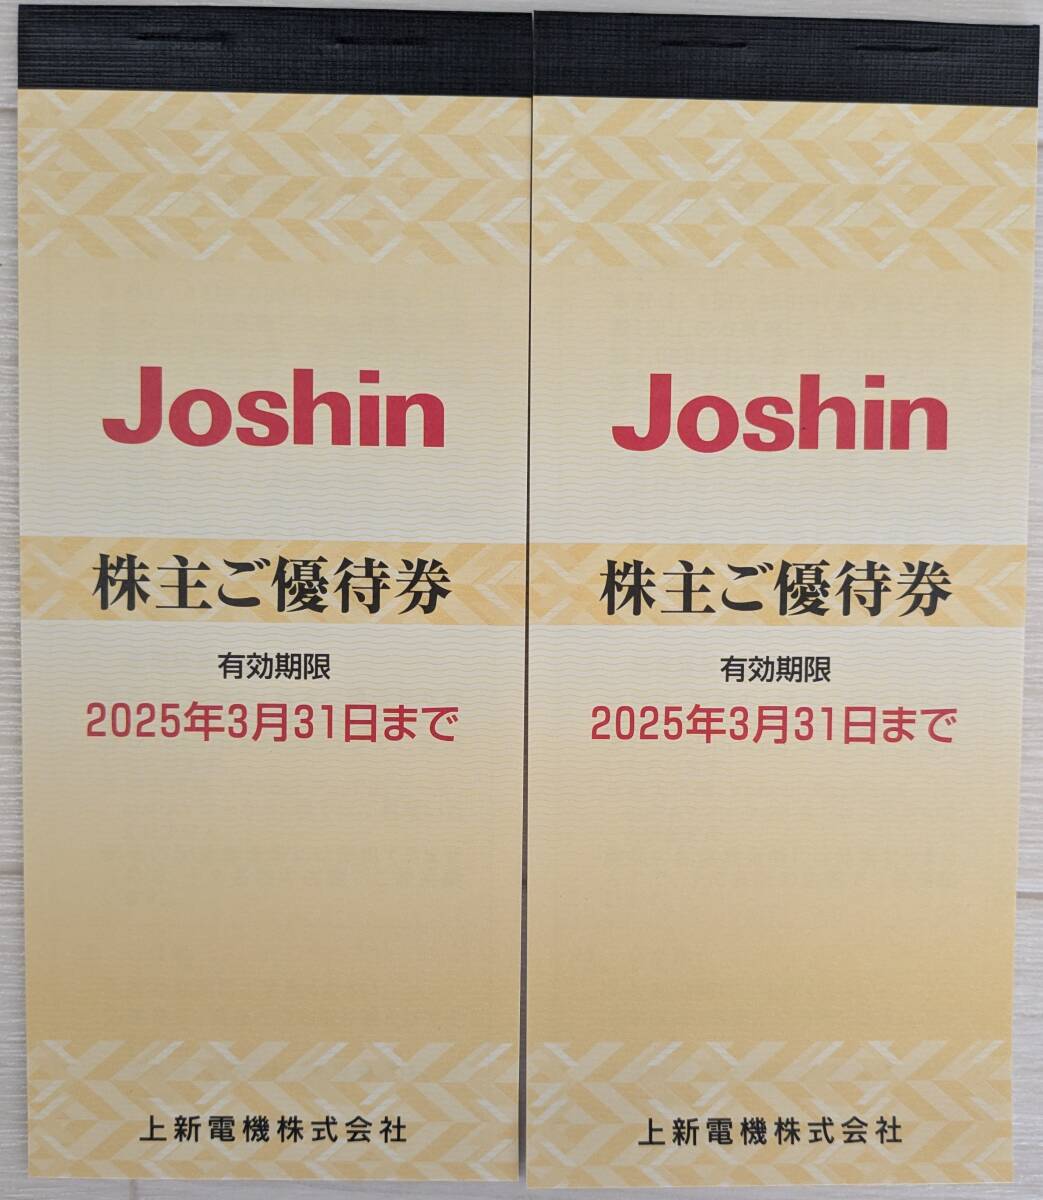 Joshin
株主ご優待券
有効期限
2025年3月31日まで
上新電機株式会社
Joshin
株主ご優待券
有効期限
2025年3月31日まで
上新電機株式会社